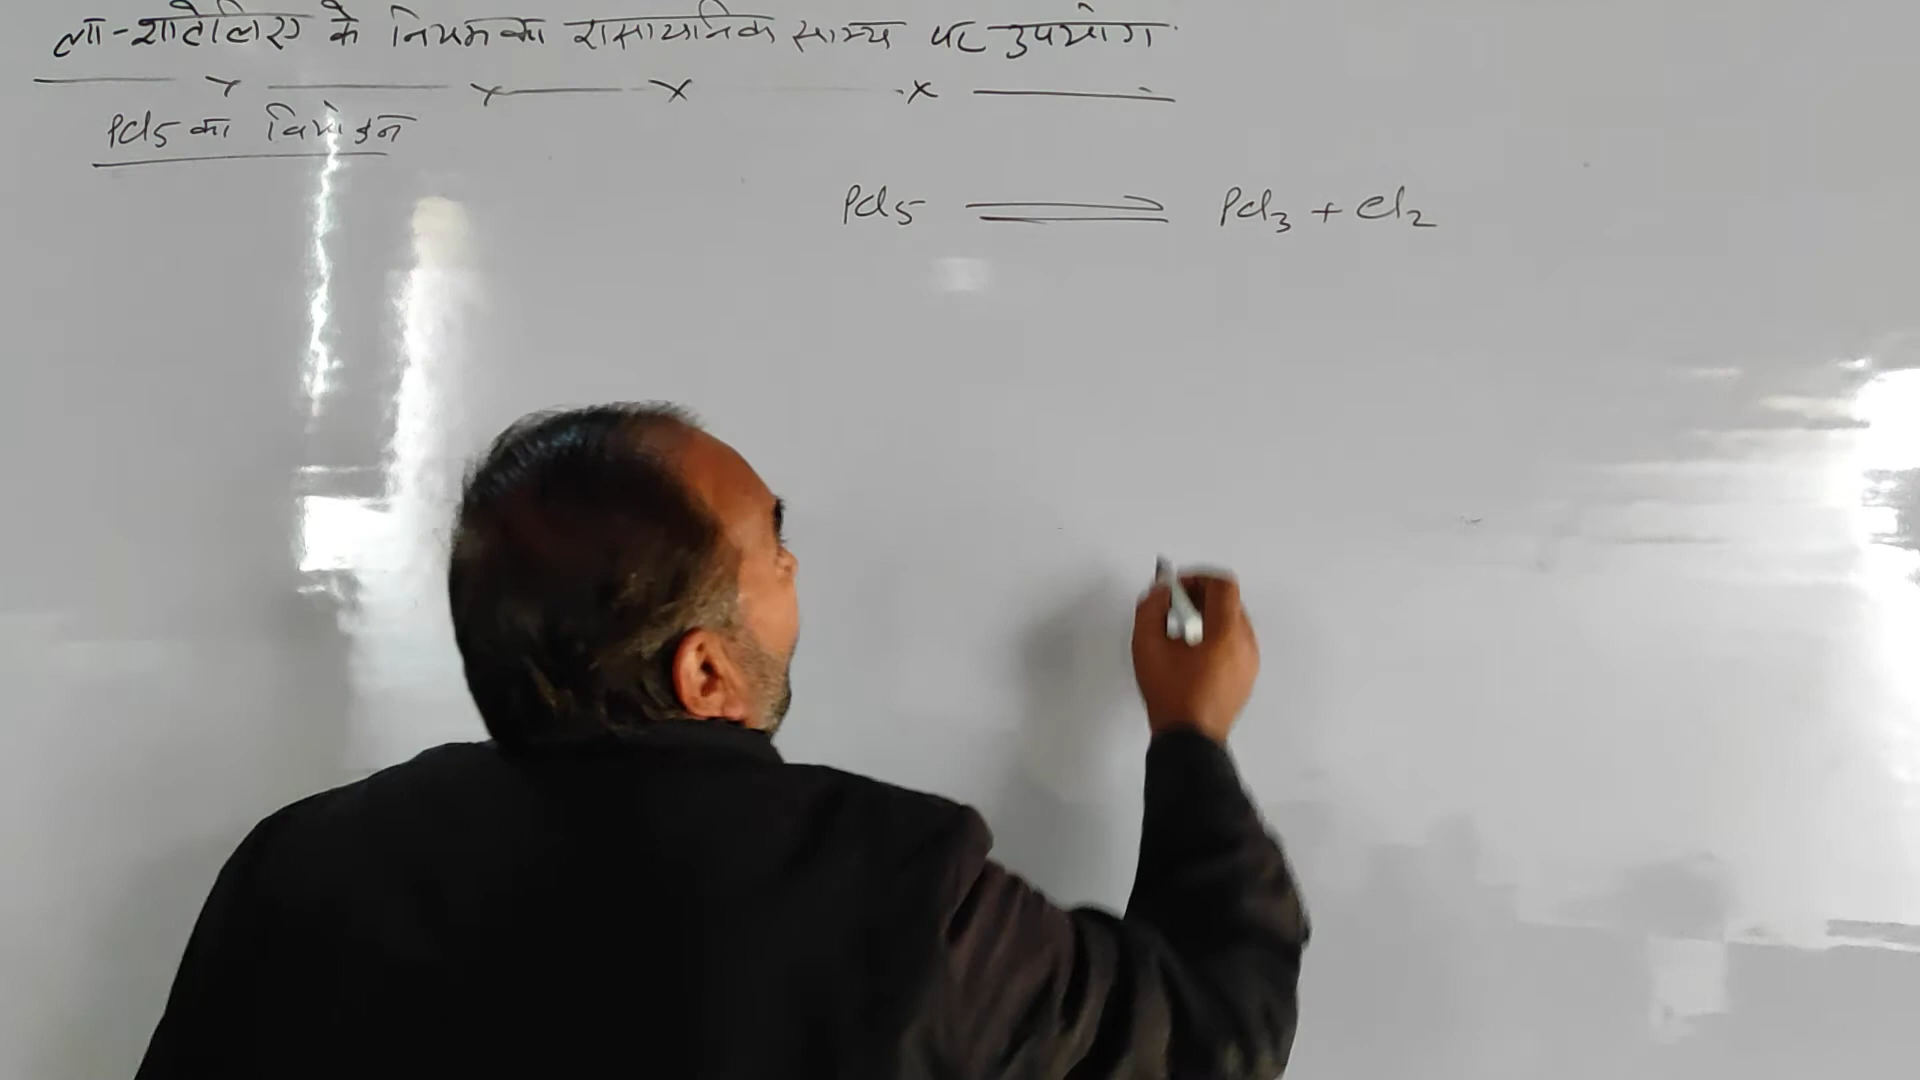 ला-शातेलिए के नियम का रासायनिक साम्य पर उपयोग
PCl5 का वियोजन
PCl5 ⇌ PCl3 + Cl2